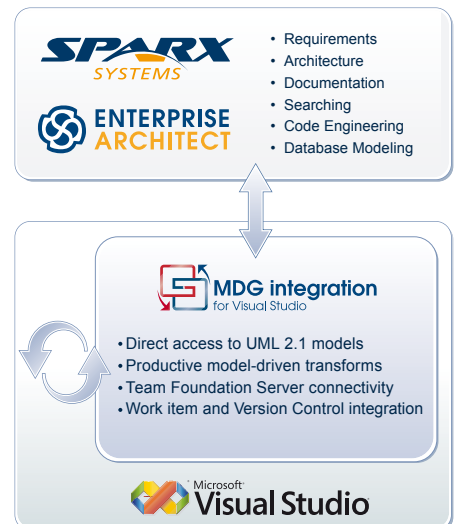 SPARX
SYSTEMS
ENTERPRISE
ARCHITECT
• Requirements
• Architecture
• Documentation
• Searching
• Code Engineering
• Database Modeling
MDG integration
for Visual Studio
• Direct access to UML 2.1 models
• Productive model-driven transforms
• Team Foundation Server connectivity
• Work item and Version Control integration
Microsoft
Visual Studio